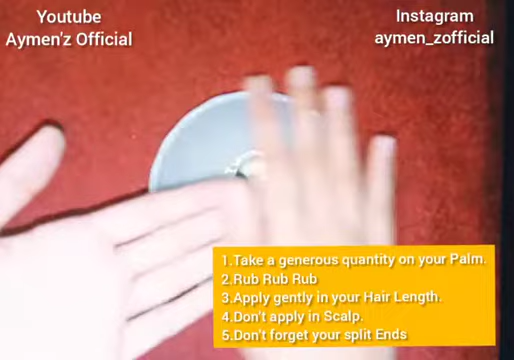 Youtube
Aymen'z Official
Instagram
aymen_zofficial
1.Take a generous quantity on your Palm.
2.Rub Rub Rub
3.Apply gently in your Hair Length.
4.Don't apply in Scalp.
5.Don't forget your split Ends